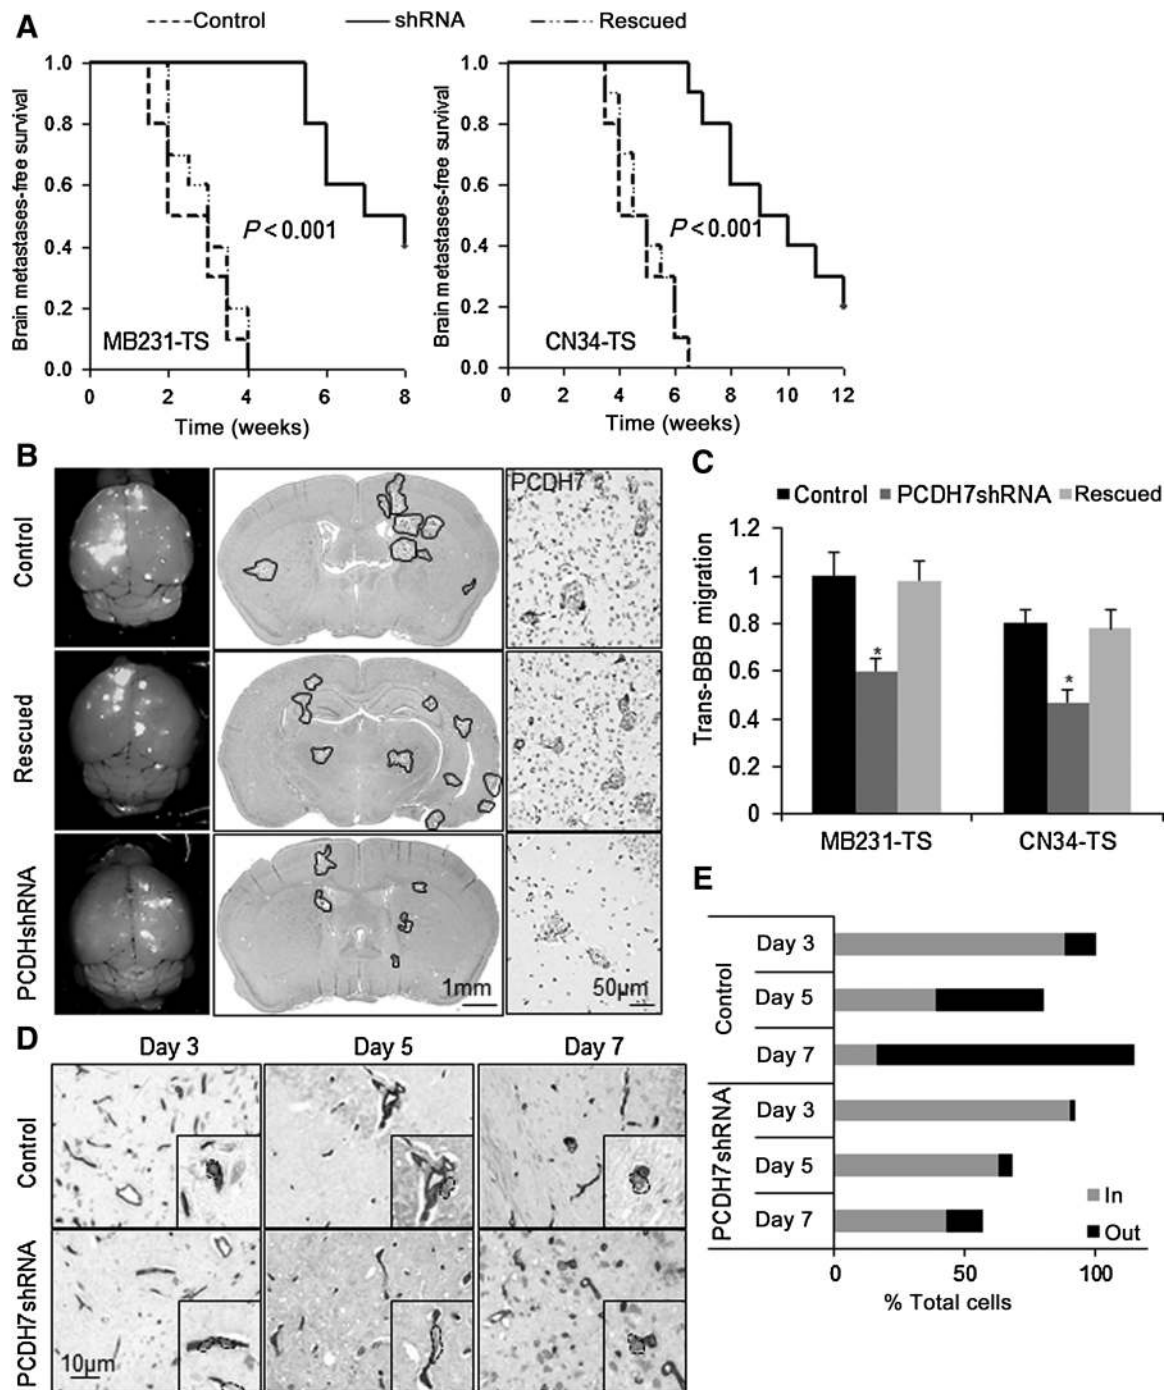 A
Control shRNA Rescued
1.0
0.8
0.6
0.4
0.2
0.0
Brain metastases-free survival
P < 0.001
MB231-TS
0 2 4 6 8
Time (weeks)
1.0
0.8
0.6
0.4
0.2
0.0
Brain metastases-free survival
P < 0.001
CN34-TS
0 2 4 6 8 10 12
Time (weeks)
B
Control
PCDH7
Rescued
PCDHshRNA
1mm
50µm
C
Control PCDH7shRNA Rescued
1.2
1
0.8
0.6
0.4
0.2
0
Trans-BBB migration
*
*
MB231-TS CN34-TS
D
Day 3 Day 5 Day 7
Control
PCDH7shRNA
10µm
E
Control
Day 3
Day 5
Day 7
PCDH7shRNA
Day 3
Day 5
Day 7
In
Out
0 50 100
% Total cells